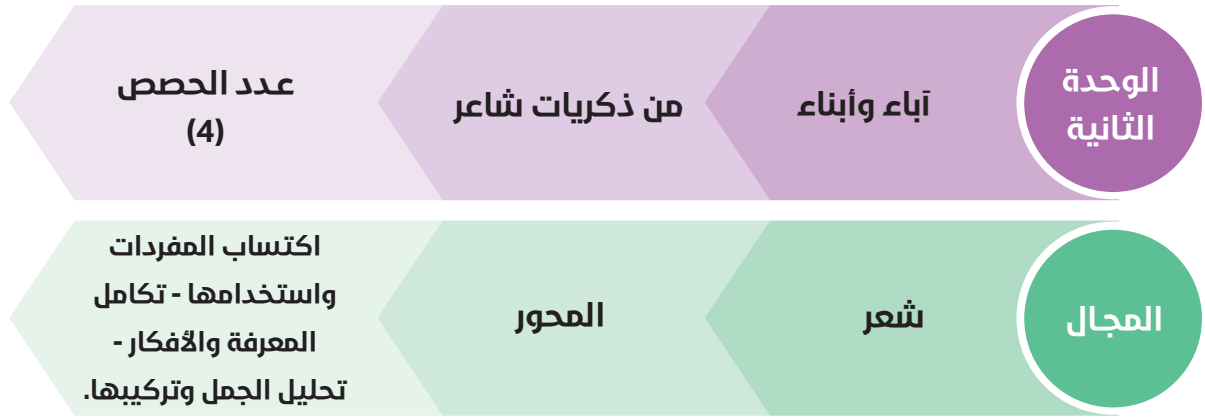 الوحدة
الثانية
آباء وأبناء
من ذكريات شاعر
عدد الحصص
(4)
المجال
شعر
المحور
اكتساب المفردات
واستخدامها - تكامل
المعرفة والأفكار -
تحليل الجمل وتركيبها.